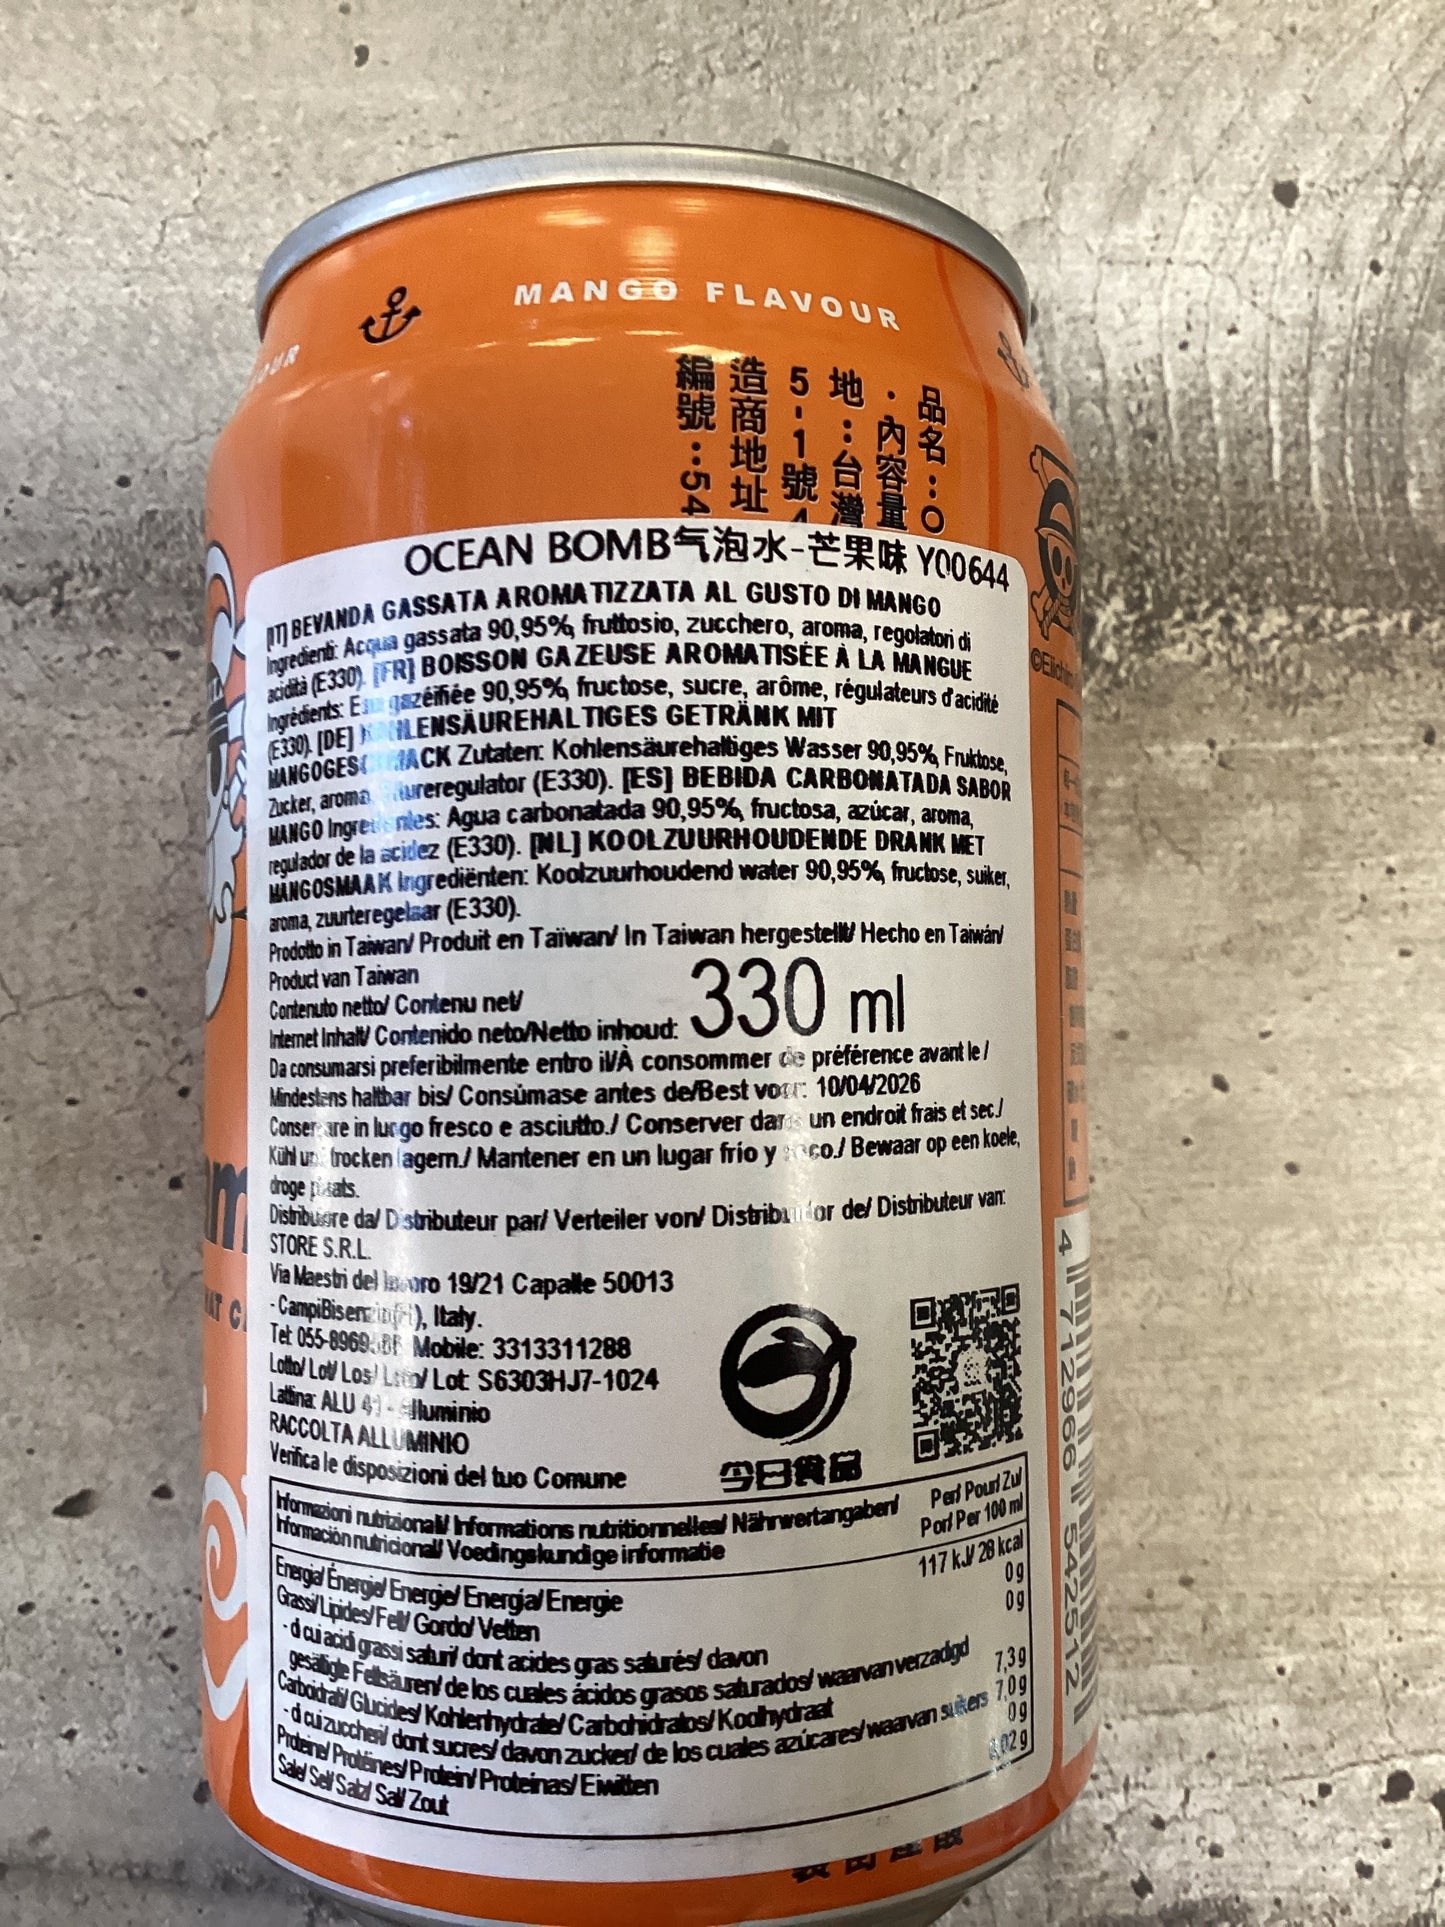 MANGO FLAVOUR
品名：O
・內容量
地：台灣
5-1號
造商地址
編號：54
OCEAN BOMB气泡水-芒果味 Y00644
[IT] BEVANDA GASSATA AROMATIZZATA AL GUSTO DI MANGO
Ingredienti: Acqua gassata 90,95%, fruttosio, zucchero, aroma, regolatori di
acidità (E330). [FR] BOISSON GAZEUSE AROMATISÉE À LA MANGUE
Ingrédients: Eau gazéifiée 90,95%, fructose, sucre, arôme, régulateurs d'acidité
(E330). [DE] KOHLENSÄUREHALTIGES GETRÄNK MIT
MANGOGESCHMACK Zutaten: Kohlensäurehaltiges Wasser 90,95%, Fruktose,
Zucker, aroma, Säureregulator (E330). [ES] BEBIDA CARBONATADA SABOR
MANGO Ingredientes: Agua carbonatada 90,95%, fructosa, azúcar, aroma,
regulador de la acidez (E330). [NL] KOOLZUURHOUDENDE DRANK MET
MANGOSMAAK Ingrediënten: Koolzuurhoudend water 90,95%, fructose, suiker,
aroma, zuurteregelaar (E330).
Prodotto in Taiwan/ Produit en Taïwan/ In Taiwan hergestellt/ Hecho en Taiwán/
Product van Taiwan
Contenuto netto/ Contenu net/
Internet Inhalt/ Contenido neto/Netto inhoud: 330 ml
Da consumarsi preferibilmente entro il/À consommer de préférence avant le /
Mindestens haltbar bis/ Consúmase antes de/Best voor: 10/04/2026
Conservare in luogo fresco e asciutto./ Conserver dans un endroit frais et sec./
Kühl und trocken lagern./ Mantener en un lugar frío y seco./ Bewaar op een koele,
droge plaats.
Distributore da/ Distributeur par/ Verteiler von/ Distribuidor de/ Distributeur van:
STORE S.R.L.
Via Maestri del lavoro 19/21 Capalle 50013
- CampiBisenzio(FI), Italy.
Tel: Mobile: 3313311288
Lotto/ Lot/ Los/ Lote/ Lot: S6303HJ7-1024
Lattina: ALU 41 - Alluminio
RACCOLTA ALLUMINIO
Verifica le disposizioni del tuo Comune
今日食品
Informazioni nutrizionali/ Informations nutritionnelles/ Nährwertangaben/ Per/ Pour/ Zu/
Información nutricional/ Voedingskundige informatie Por/ Per 100 ml
Energia/ Énergie/ Energie/ Energía/ Energie 117 kJ/ 28 kcal
Grassi/ Lipides/ Fett/ Gordo/ Vetten 0g
- di cui acidi grassi saturi/ dont acides gras saturés/ davon 0g
gesättigte Fettsäuren/ de los cuales ácidos grasos saturados/ waarvan verzadigd
Carboidrati/ Glucides/ Kohlenhydrate/ Carbohidratos/ Koolhydraat 7,3g
- di cui zuccheri/ dont sucres/ davon zucker/ de los cuales azúcares/ waarvan suikers 7,0g
Proteine/ Protéines/ Protein/ Proteínas/ Eiwitten 0g
Sale/ Sel/ Salz/ Sal/ Zout 0,02g
4 712966 542512